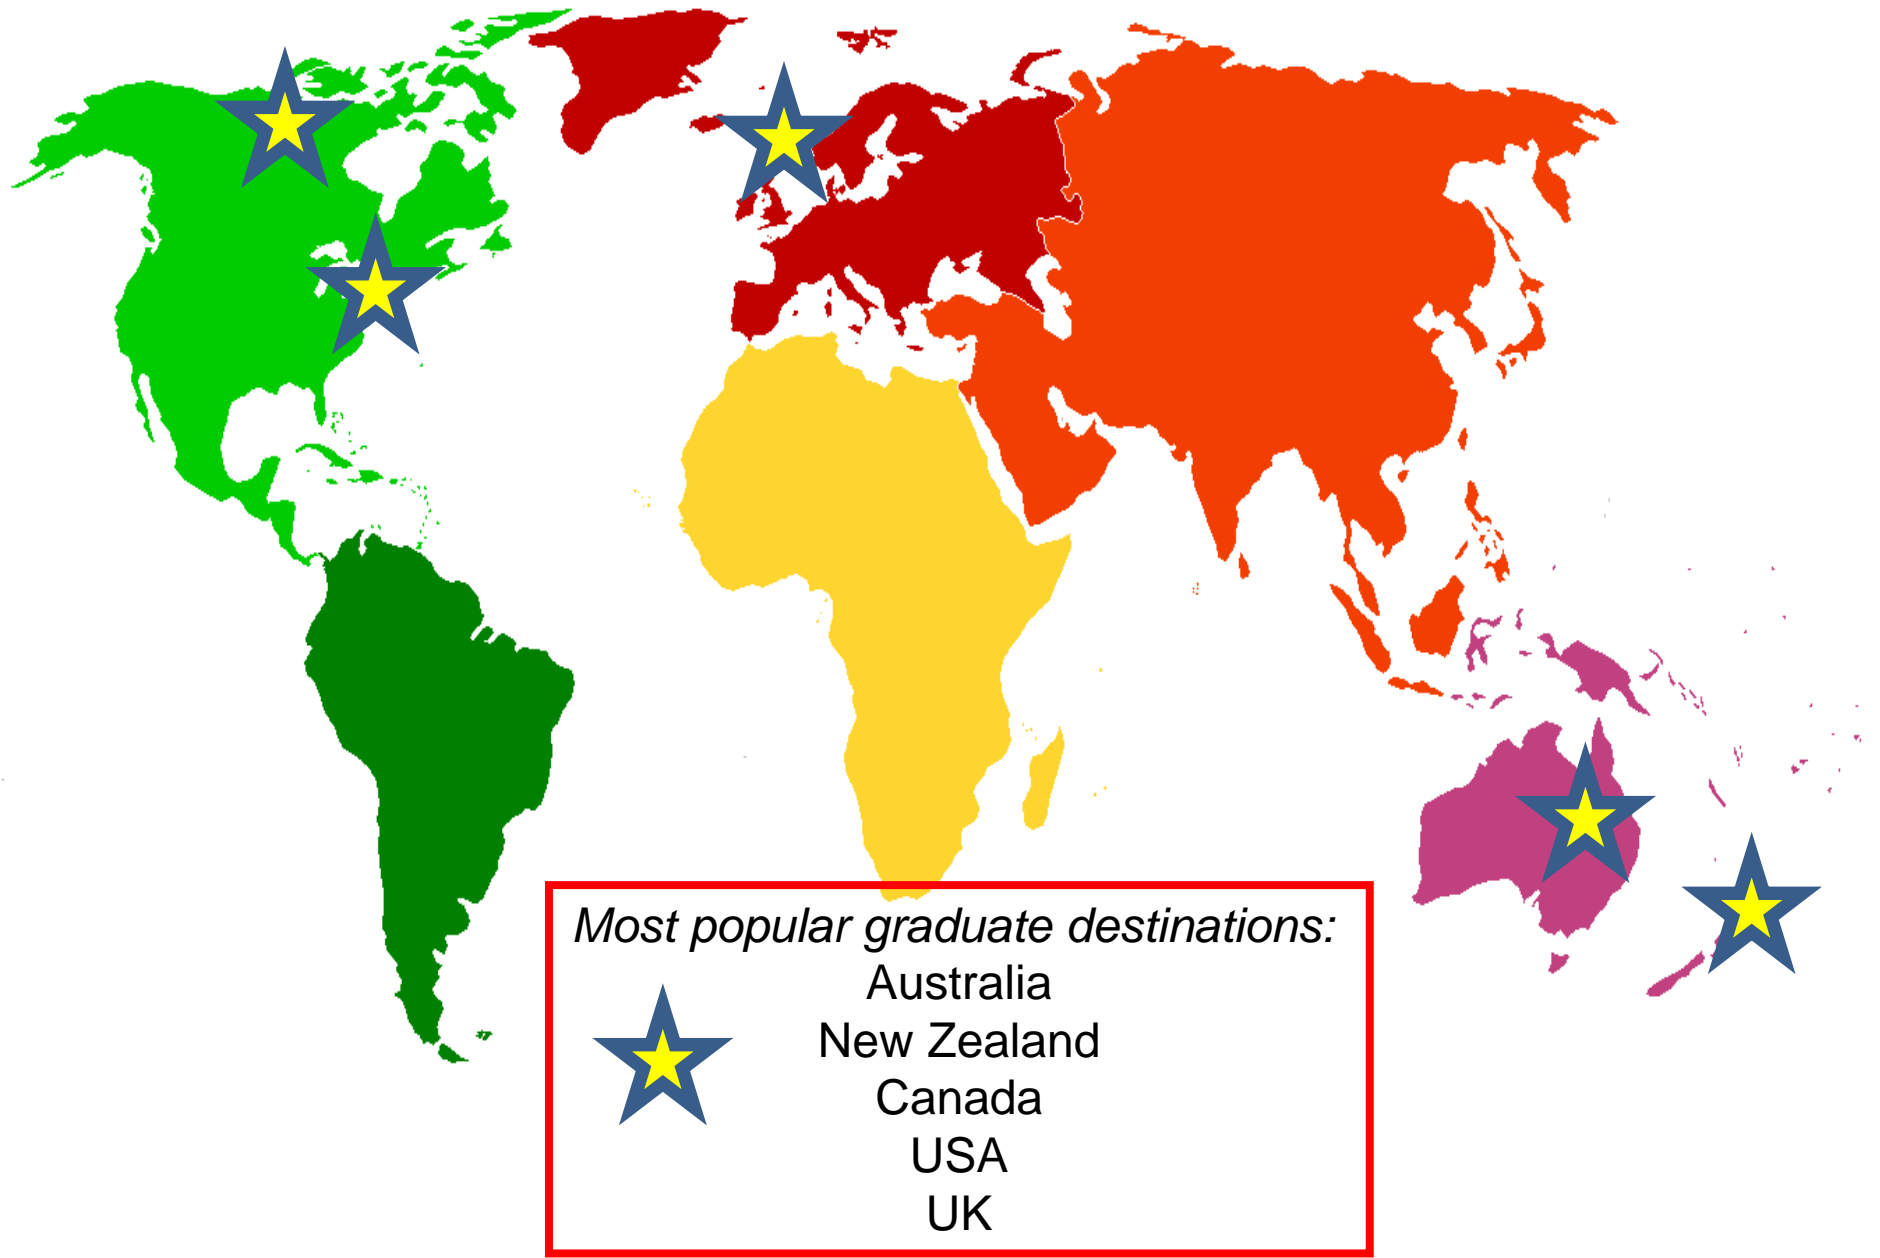 Most popular graduate destinations:
Australia
New Zealand
Canada
USA
UK